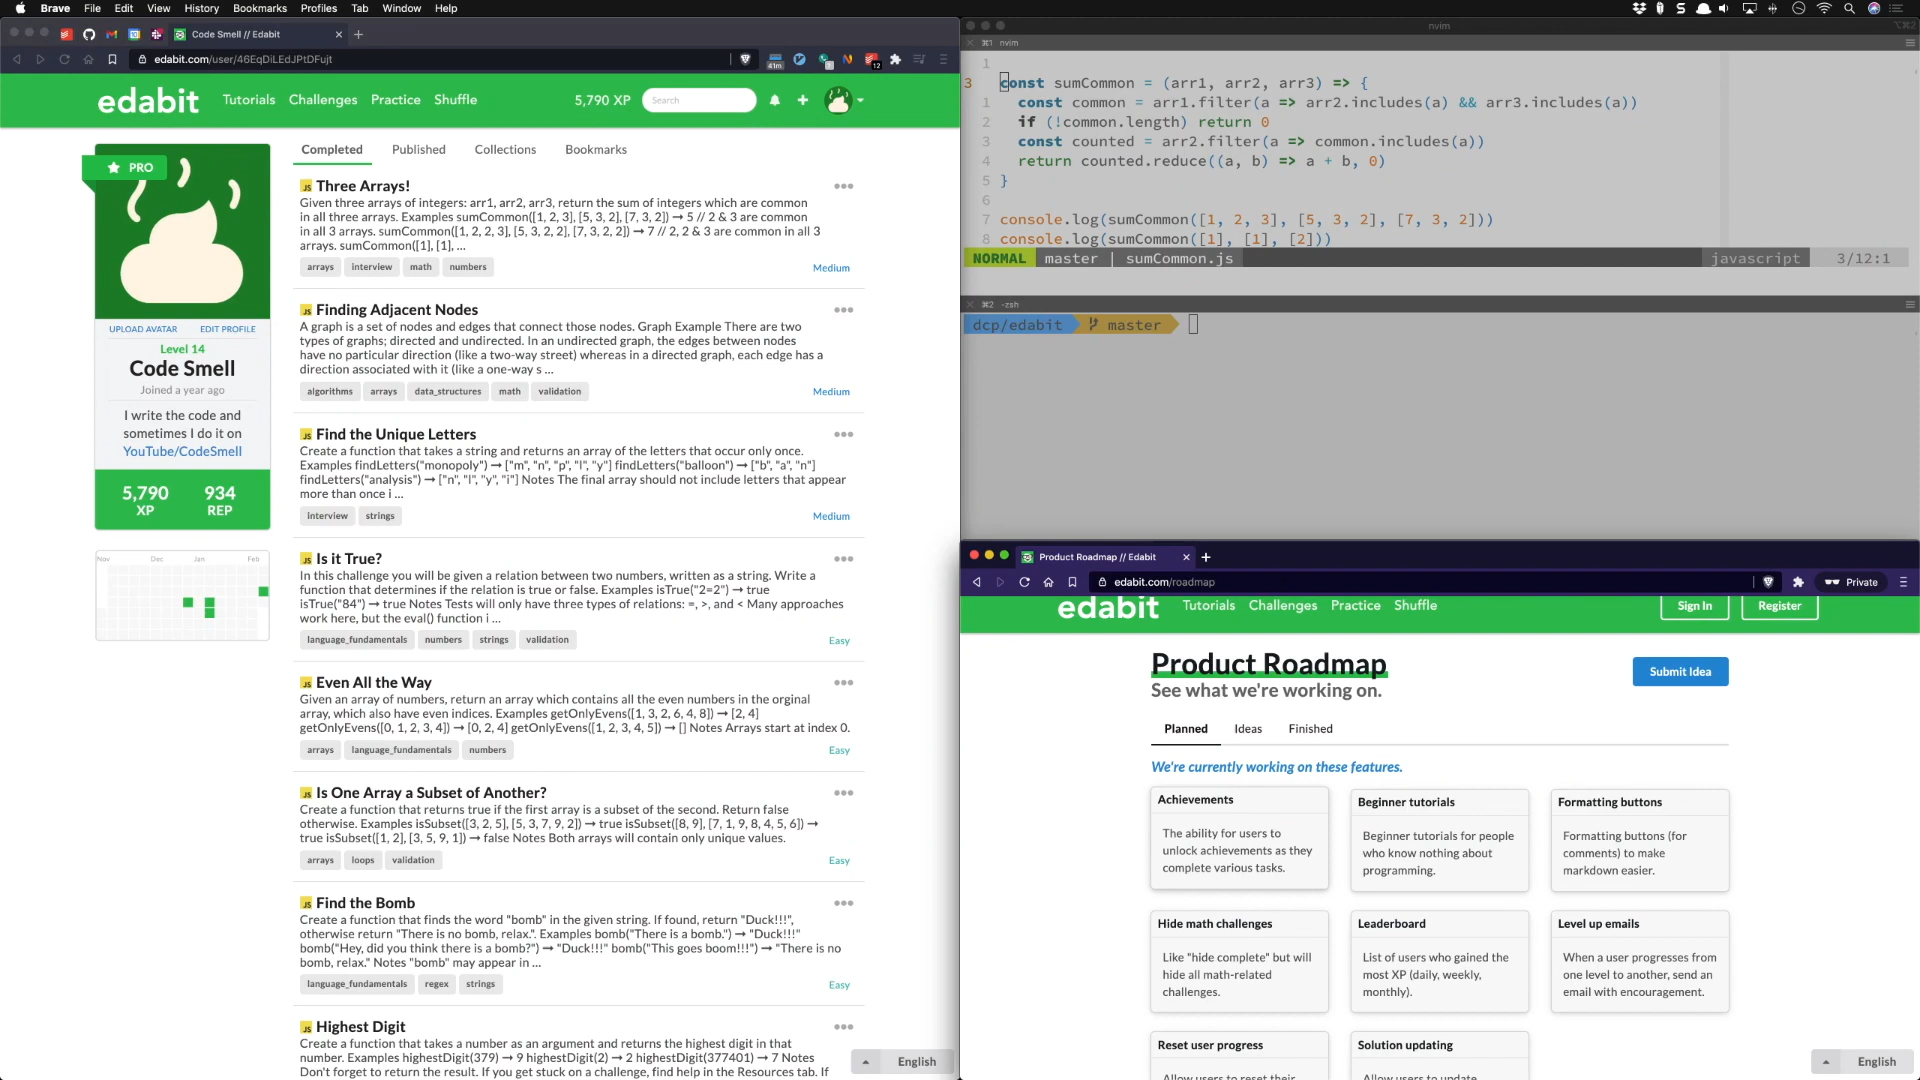 Brave File Edit View History Bookmarks Profiles Tab Window Help
Code Smell // Edabit
edabit.com/user/46EqDiLEdJPtDFujt
41m
12
edabit Tutorials Challenges Practice Shuffle 5,790 XP Search
PRO
UPLOAD AVATAR EDIT PROFILE
Level 14
Code Smell
Joined a year ago
I write the code and
sometimes I do it on
YouTube/CodeSmell
5,790 934
XP REP
Nov Dec Jan Feb
Completed Published Collections Bookmarks
JS Three Arrays!
Given three arrays of integers: arr1, arr2, arr3, return the sum of integers which are common
in all three arrays. Examples sumCommon([1, 2, 3], [5, 3, 2], [7, 3, 2]) ➞ 5 // 2 & 3 are common
in all 3 arrays. sumCommon([1, 2, 2, 3], [5, 3, 2, 2], [7, 3, 2, 2]) ➞ 7 // 2, 2 & 3 are common in all 3
arrays. sumCommon([1], [1], ...
arrays interview math numbers Medium
JS Finding Adjacent Nodes
A graph is a set of nodes and edges that connect those nodes. Graph Example There are two
types of graphs; directed and undirected. In an undirected graph, the edges between nodes
have no particular direction (like a two-way street) whereas in a directed graph, each edge has a
direction associated with it (like a one-way s ...
algorithms arrays data_structures math validation Medium
JS Find the Unique Letters
Create a function that takes a string and returns an array of the letters that occur only once.
Examples findLetters("monopoly") ➞ ["m", "n", "p", "l", "y"] findLetters("balloon") ➞ ["b", "a", "n"]
findLetters("analysis") ➞ ["n", "l", "y", "i"] Notes The final array should not include letters that appear
more than once i ...
interview strings Medium
JS Is it True?
In this challenge you will be given a relation between two numbers, written as a string. Write a
function that determines if the relation is true or false. Examples isTrue("2=2") ➞ true
isTrue("84") ➞ true Notes Tests will only have three types of relations: =, >, and < Many approaches
work here, but the eval() function i ...
language_fundamentals numbers strings validation Easy
JS Even All the Way
Given an array of numbers, return an array which contains all the even numbers in the orginal
array, which also have even indices. Examples getOnlyEvens([1, 3, 2, 6, 4, 8]) ➞ [2, 4]
getOnlyEvens([0, 1, 2, 3, 4]) ➞ [0, 2, 4] getOnlyEvens([1, 2, 3, 4, 5]) ➞ [] Notes Arrays start at index 0.
arrays language_fundamentals numbers Easy
JS Is One Array a Subset of Another?
Create a function that returns true if the first array is a subset of the second. Return false
otherwise. Examples isSubset([3, 2, 5], [5, 3, 7, 9, 2]) ➞ true isSubset([8, 9], [7, 1, 9, 8, 4, 5, 6]) ➞
true isSubset([1, 2], [3, 5, 9, 1]) ➞ false Notes Both arrays will contain only unique values.
arrays loops validation Easy
JS Find the Bomb
Create a function that finds the word "bomb" in the given string. If found, return "Duck!!!",
otherwise return "There is no bomb, relax.". Examples bomb("There is a bomb.") ➞ "Duck!!!"
bomb("Hey, did you think there is a bomb?") ➞ "Duck!!!" bomb("This goes boom!!!") ➞ "There is no
bomb, relax." Notes "bomb" may appear in ...
language_fundamentals regex strings Easy
JS Highest Digit
Create a function that takes a number as an argument and returns the highest digit in that
number. Examples highestDigit(379) ➞ 9 highestDigit(2) ➞ 2 highestDigit(377401) ➞ 7 Notes
Don't forget to return the result. If you get stuck on a challenge, find help in the Resources tab. If
English
nvim ⌥⌘2
⌘1 nvim
1
3 const sumCommon = (arr1, arr2, arr3) => {
1 const common = arr1.filter(a => arr2.includes(a) && arr3.includes(a))
2 if (!common.length) return 0
3 const counted = arr2.filter(a => common.includes(a))
4 return counted.reduce((a, b) => a + b, 0)
5 }
6
7 console.log(sumCommon([1, 2, 3], [5, 3, 2], [7, 3, 2]))
8 console.log(sumCommon([1], [1], [2]))
NORMAL master | sumCommon.js javascript 3/12:1
⌘2 -zsh
dcp/edabit master
Product Roadmap // Edabit
edabit.com/roadmap Private
edabit Tutorials Challenges Practice Shuffle Sign In Register
Product Roadmap
See what we're working on.
Submit Idea
Planned Ideas Finished
We're currently working on these features.
Achievements
The ability for users to
unlock achievements as they
complete various tasks.
Beginner tutorials
Beginner tutorials for people
who know nothing about
programming.
Formatting buttons
Formatting buttons (for
comments) to make
markdown easier.
Hide math challenges
Like "hide complete" but will
hide all math-related
challenges.
Leaderboard
List of users who gained the
most XP (daily, weekly,
monthly).
Level up emails
When a user progresses from
one level to another, send an
email with encouragement.
Reset user progress
Allow users to reset their
Solution updating
Allow users to update
English